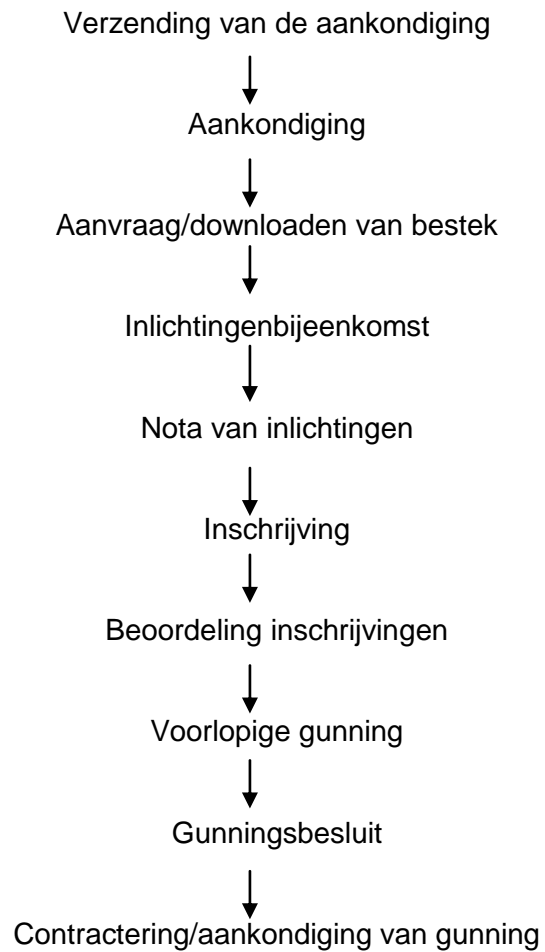 Verzending van de aankondiging
Aankondiging
Aanvraag/downloaden van bestek
Inlichtingenbijeenkomst
Nota van inlichtingen
Inschrijving
Beoordeling inschrijvingen
Voorlopige gunning
Gunningsbesluit
Contractering/aankondiging van gunning